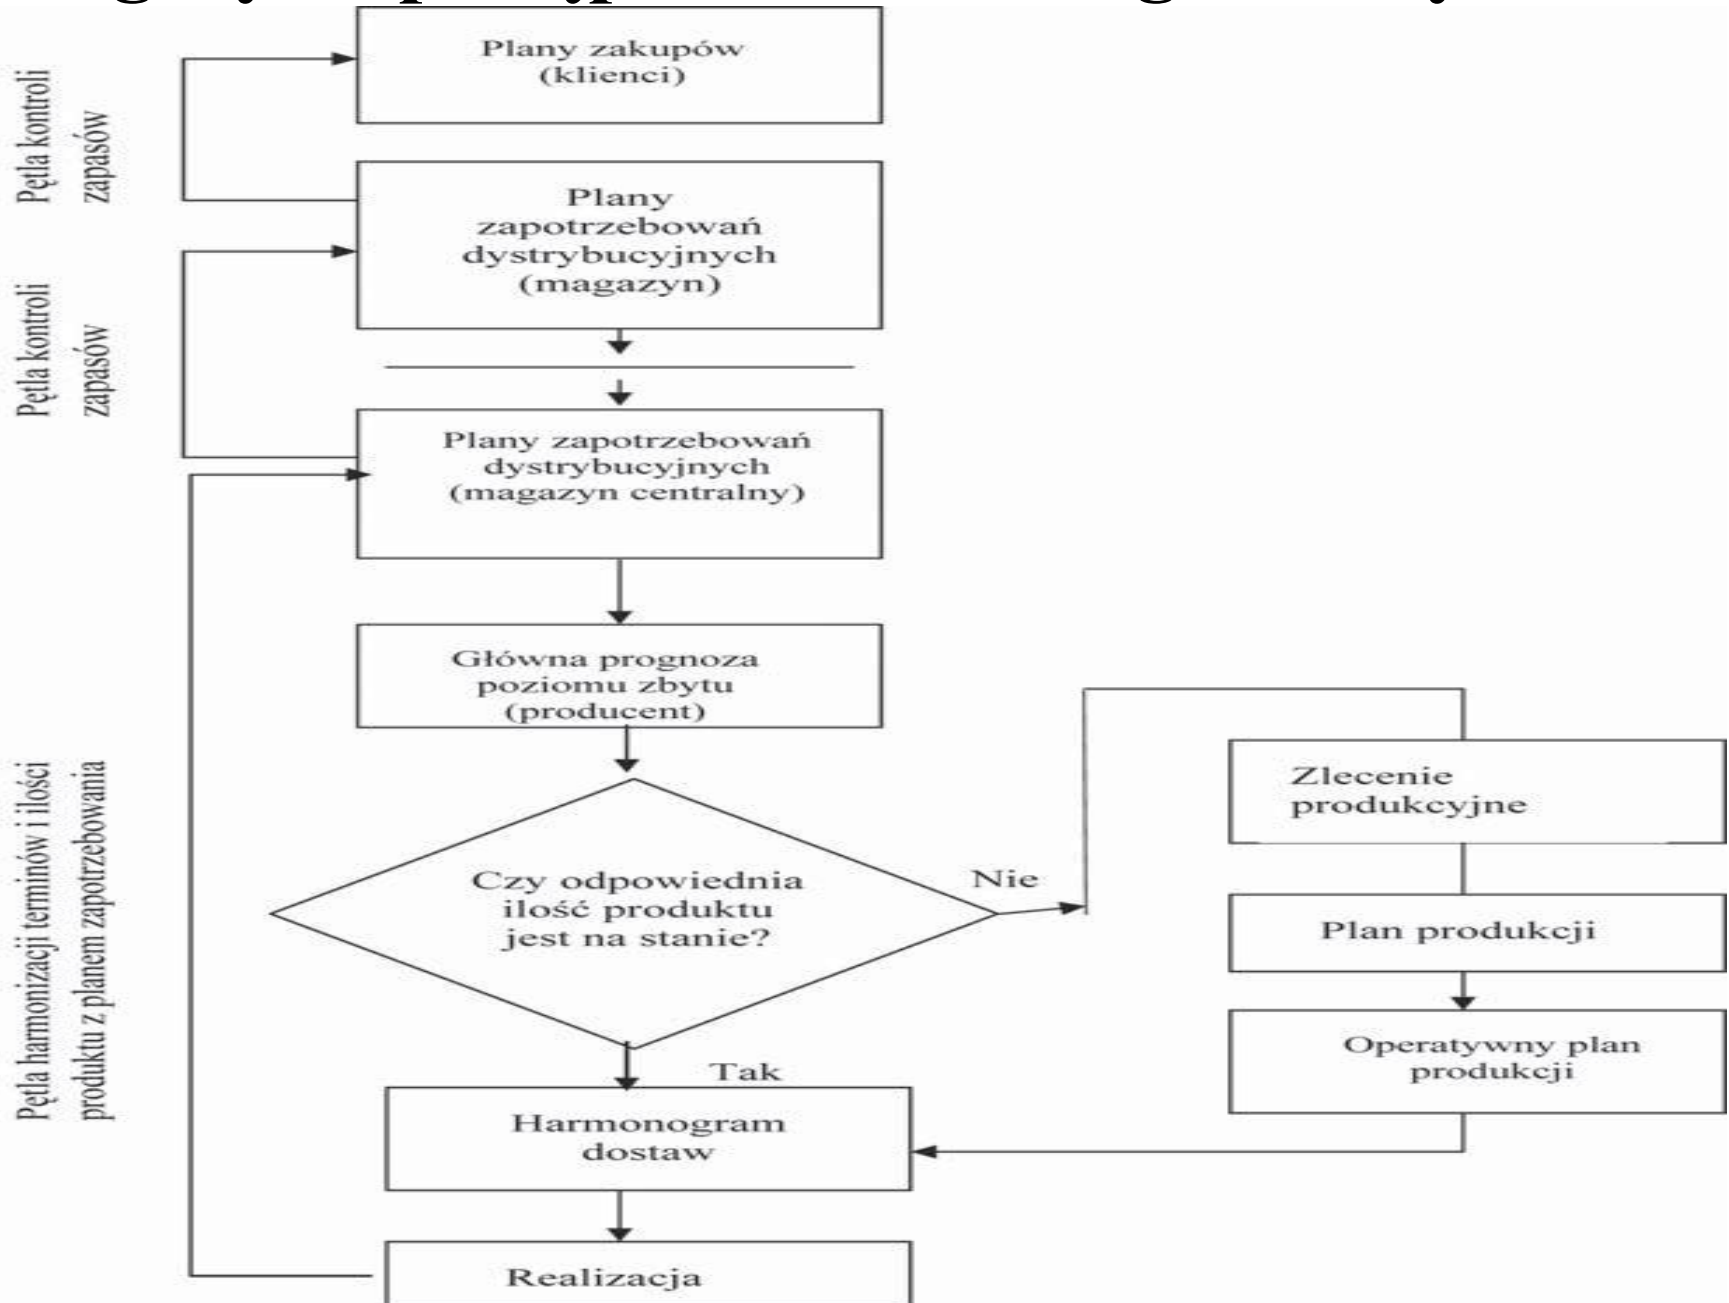 Plany zakupów
(klienci)
Pętla kontroli
zapasów
Plany
zapotrzebowań
dystrybucyjnych
(magazyn)
Pętla kontroli
zapasów
Plany zapotrzebowań
dystrybucyjnych
(magazyn centralny)
Główna prognoza
poziomu zbytu
(producent)
Pętla harmonizacji terminów i ilości
produktu z planem zapotrzebowania
Czy odpowiednia
ilość produktu
jest na stanie?
Nie
Zlecenie
produkcyjne
Plan produkcji
Operatywny plan
produkcji
Tak
Harmonogram
dostaw
Realizacja